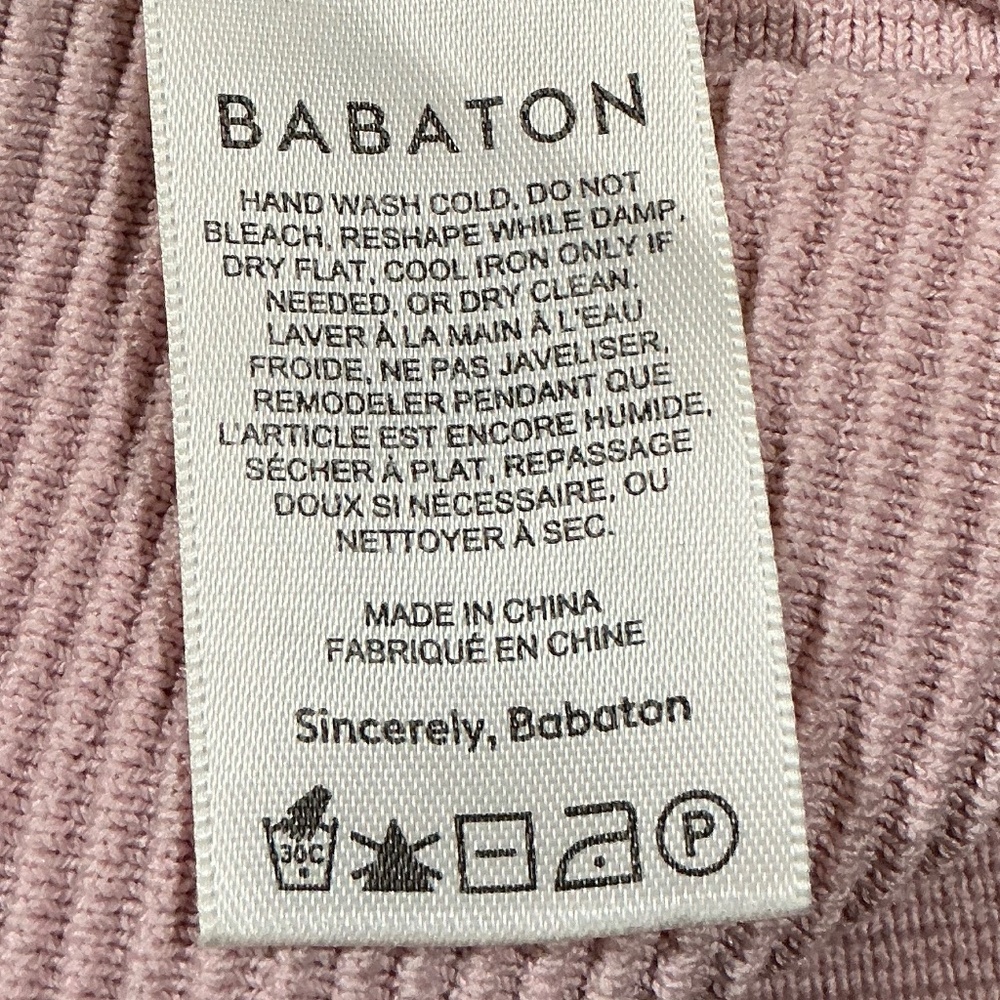 BABATON
HAND WASH COLD, DO NOT
BLEACH, RESHAPE WHILE DAMP,
DRY FLAT, COOL IRON ONLY IF
NEEDED, OR DRY CLEAN.
LAVER À LA MAIN À L'EAU
FROIDE, NE PAS JAVELISER,
REMODELER PENDANT QUE
L'ARTICLE EST ENCORE HUMIDE,
SÉCHER À PLAT, REPASSAGE
DOUX SI NÉCESSAIRE, OU
NETTOYER À SEC.
MADE IN CHINA
FABRIQUÉ EN CHINE
Sincerely, Babaton
30C P